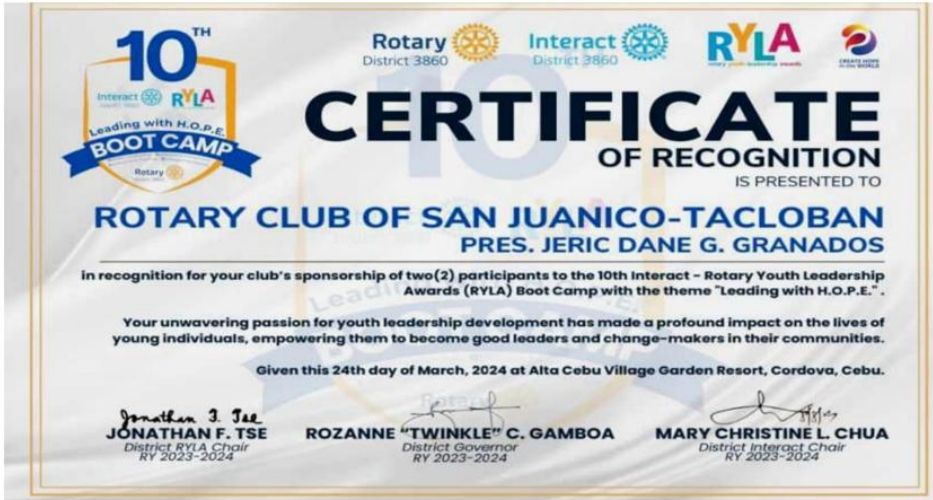 10TH
Interact RYLA
Leading with H.O.P.E.
BOOT CAMP
Rotary
Rotary
District 3860
Interact
District 3860
RYLA
CREATE HOPE
in the WORLD
CERTIFICATE
OF RECOGNITION
IS PRESENTED TO
ROTARY CLUB OF SAN JUANICO-TACLOBAN
PRES. JERIC DANE G. GRANADOS
in recognition for your club's sponsorship of two(2) participants to the 10th Interact - Rotary Youth Leadership
Awards (RYLA) Boot Camp with the theme "Leading with H.O.P.E." .
Your unwavering passion for youth leadership development has made a profound impact on the lives of
young individuals, empowering them to become good leaders and change-makers in their communities.
Given this 24th day of March, 2024 at Alta Cebu Village Garden Resort, Cordova, Cebu.
Jonathan F. Tse
JONATHAN F. TSE
District RYLA Chair
RY 2023-2024
ROZANNE "TWINKLE" C. GAMBOA
District Governor
RY 2023-2024
MARY CHRISTINE L. CHUA
District Interact Chair
RY 2023-2024